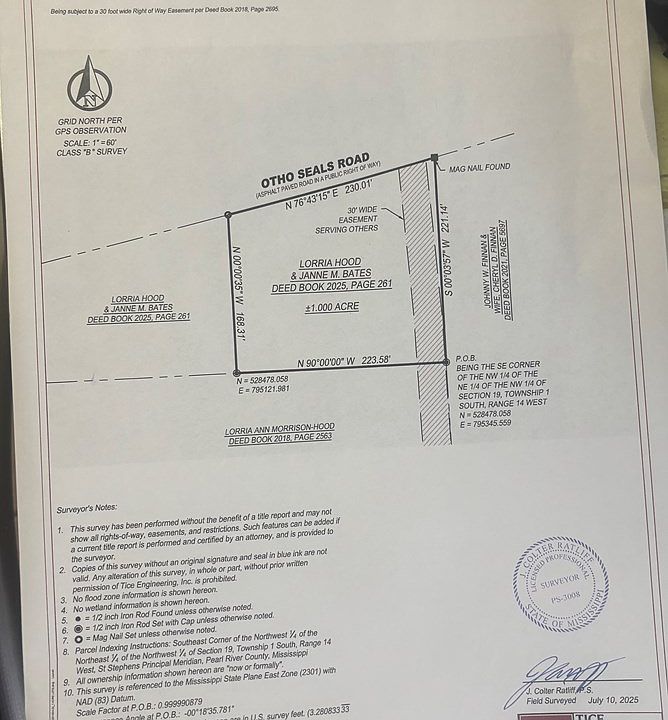 Being subject to a 30 foot wide Right of Way Easement per Deed Book 2018, Page 2695.
N
GRID NORTH PER
GPS OBSERVATION
SCALE: 1" = 60'
CLASS "B" SURVEY
OTHO SEALS ROAD
(ASPHALT PAVED ROAD IN A PUBLIC RIGHT OF WAY)
N 76°43'15" E 230.01'
MAG NAIL FOUND
30' WIDE
EASEMENT
SERVING OTHERS
S 00°03'57" W 221.14'
JOHNNY W. FINNAN &
WIFE, CHERYL D. FINNAN
DEED BOOK 2021, PAGE 5697
N 00°00'35" W 168.31'
LORRIA HOOD
& JANNE M. BATES
DEED BOOK 2025, PAGE 261
±1.000 ACRE
LORRIA HOOD
& JANNE M. BATES
DEED BOOK 2025, PAGE 261
N 90°00'00" W 223.58'
N = 528478.058
E = 795121.981
P.O.B.
BEING THE SE CORNER
OF THE NW 1/4 OF THE
NE 1/4 OF THE NW 1/4 OF
SECTION 19, TOWNSHIP 1
SOUTH, RANGE 14 WEST
N = 528478.058
E = 795345.559
LORRIA ANN MORRISON-HOOD
DEED BOOK 2018, PAGE 2563
Surveyor's Notes:
1. This survey has been performed without the benefit of a title report and may not
show all rights-of-way, easements, and restrictions. Such features can be added if
a current title report is performed and certified by an attorney, and is provided to
the surveyor.
2. Copies of this survey without an original signature and seal in blue ink are not
valid. Any alteration of this survey, in whole or part, without prior written
permission of Tice Engineering, Inc. is prohibited.
3. No flood zone information is shown hereon.
4. No wetland information is shown hereon.
5. = 1/2 inch Iron Rod Found unless otherwise noted.
6. = 1/2 inch Iron Rod Set with Cap unless otherwise noted.
7. = Mag Nail Set unless otherwise noted.
8. Parcel Indexing Instructions: Southeast Corner of the Northwest ¼ of the
Northeast ¼ of the Northwest ¼ of Section 19, Township 1 South, Range 14
West, St Stephens Principal Meridian, Pearl River County, Mississippi
9. All ownership information shown hereon are "now or formally".
10. This survey is referenced to the Mississippi State Plane East Zone (2301) with
NAD (83) Datum.
Scale Factor at P.O.B.: 0.999990879
Angle at P.O.B.: -00°18'35.781"
are in U.S. survey feet. (3.280833
J. COLTER RATLIFF
LICENSED PROFESSIONAL
SURVEYOR
PS-3008
STATE OF MISSISSIPPI
J. Colter Ratliff, P.S.
Field Surveyed July 10, 2025
TICE